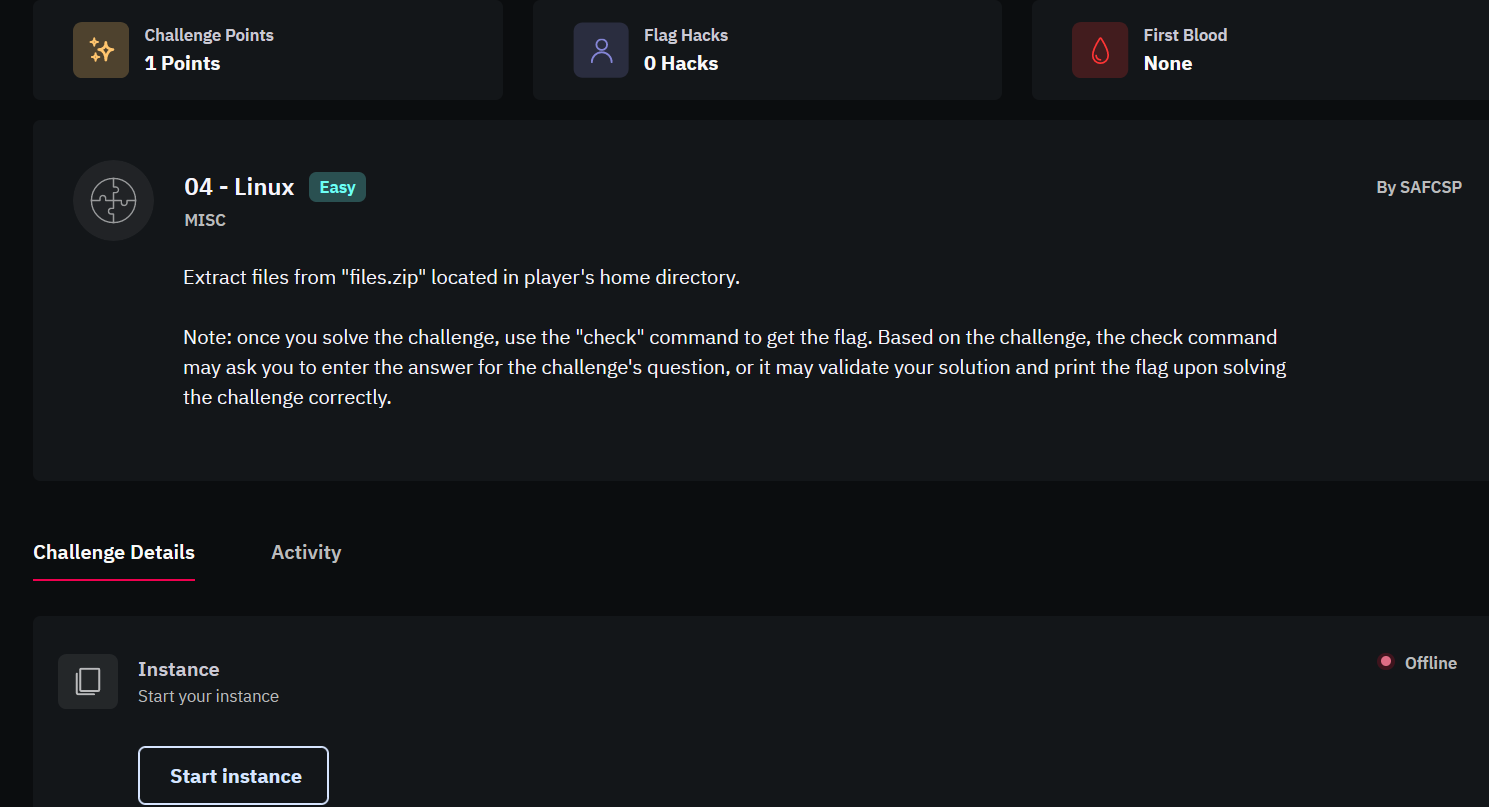 Challenge Points
1 Points
Flag Hacks
0 Hacks
First Blood
None
04 - Linux
Easy
By SAFCSP
MISC
Extract files from "files.zip" located in player's home directory.
Note: once you solve the challenge, use the "check" command to get the flag. Based on the challenge, the check command
may ask you to enter the answer for the challenge's question, or it may validate your solution and print the flag upon solving
the challenge correctly.
Challenge Details
Activity
Instance
Start your instance
Offline
Start instance